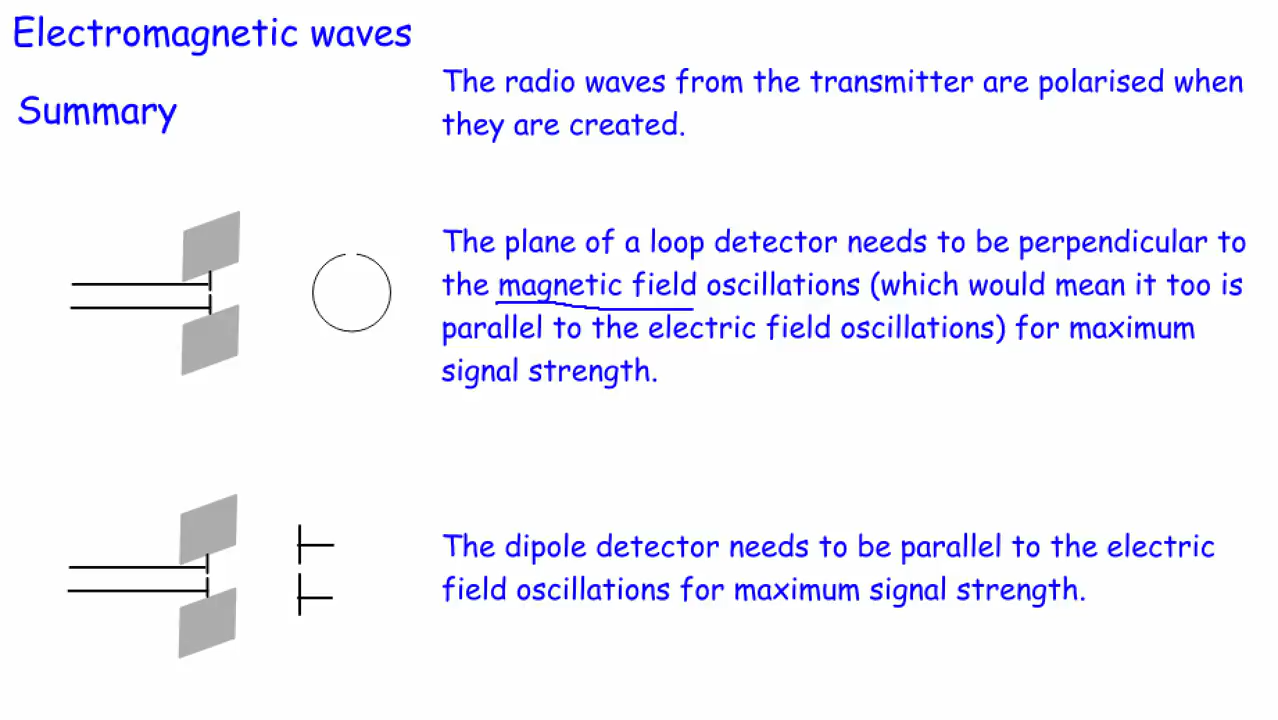 Electromagnetic waves
Summary
The radio waves from the transmitter are polarised when
they are created.
The plane of a loop detector needs to be perpendicular to
the magnetic field oscillations (which would mean it too is
parallel to the electric field oscillations) for maximum
signal strength.
The dipole detector needs to be parallel to the electric
field oscillations for maximum signal strength.